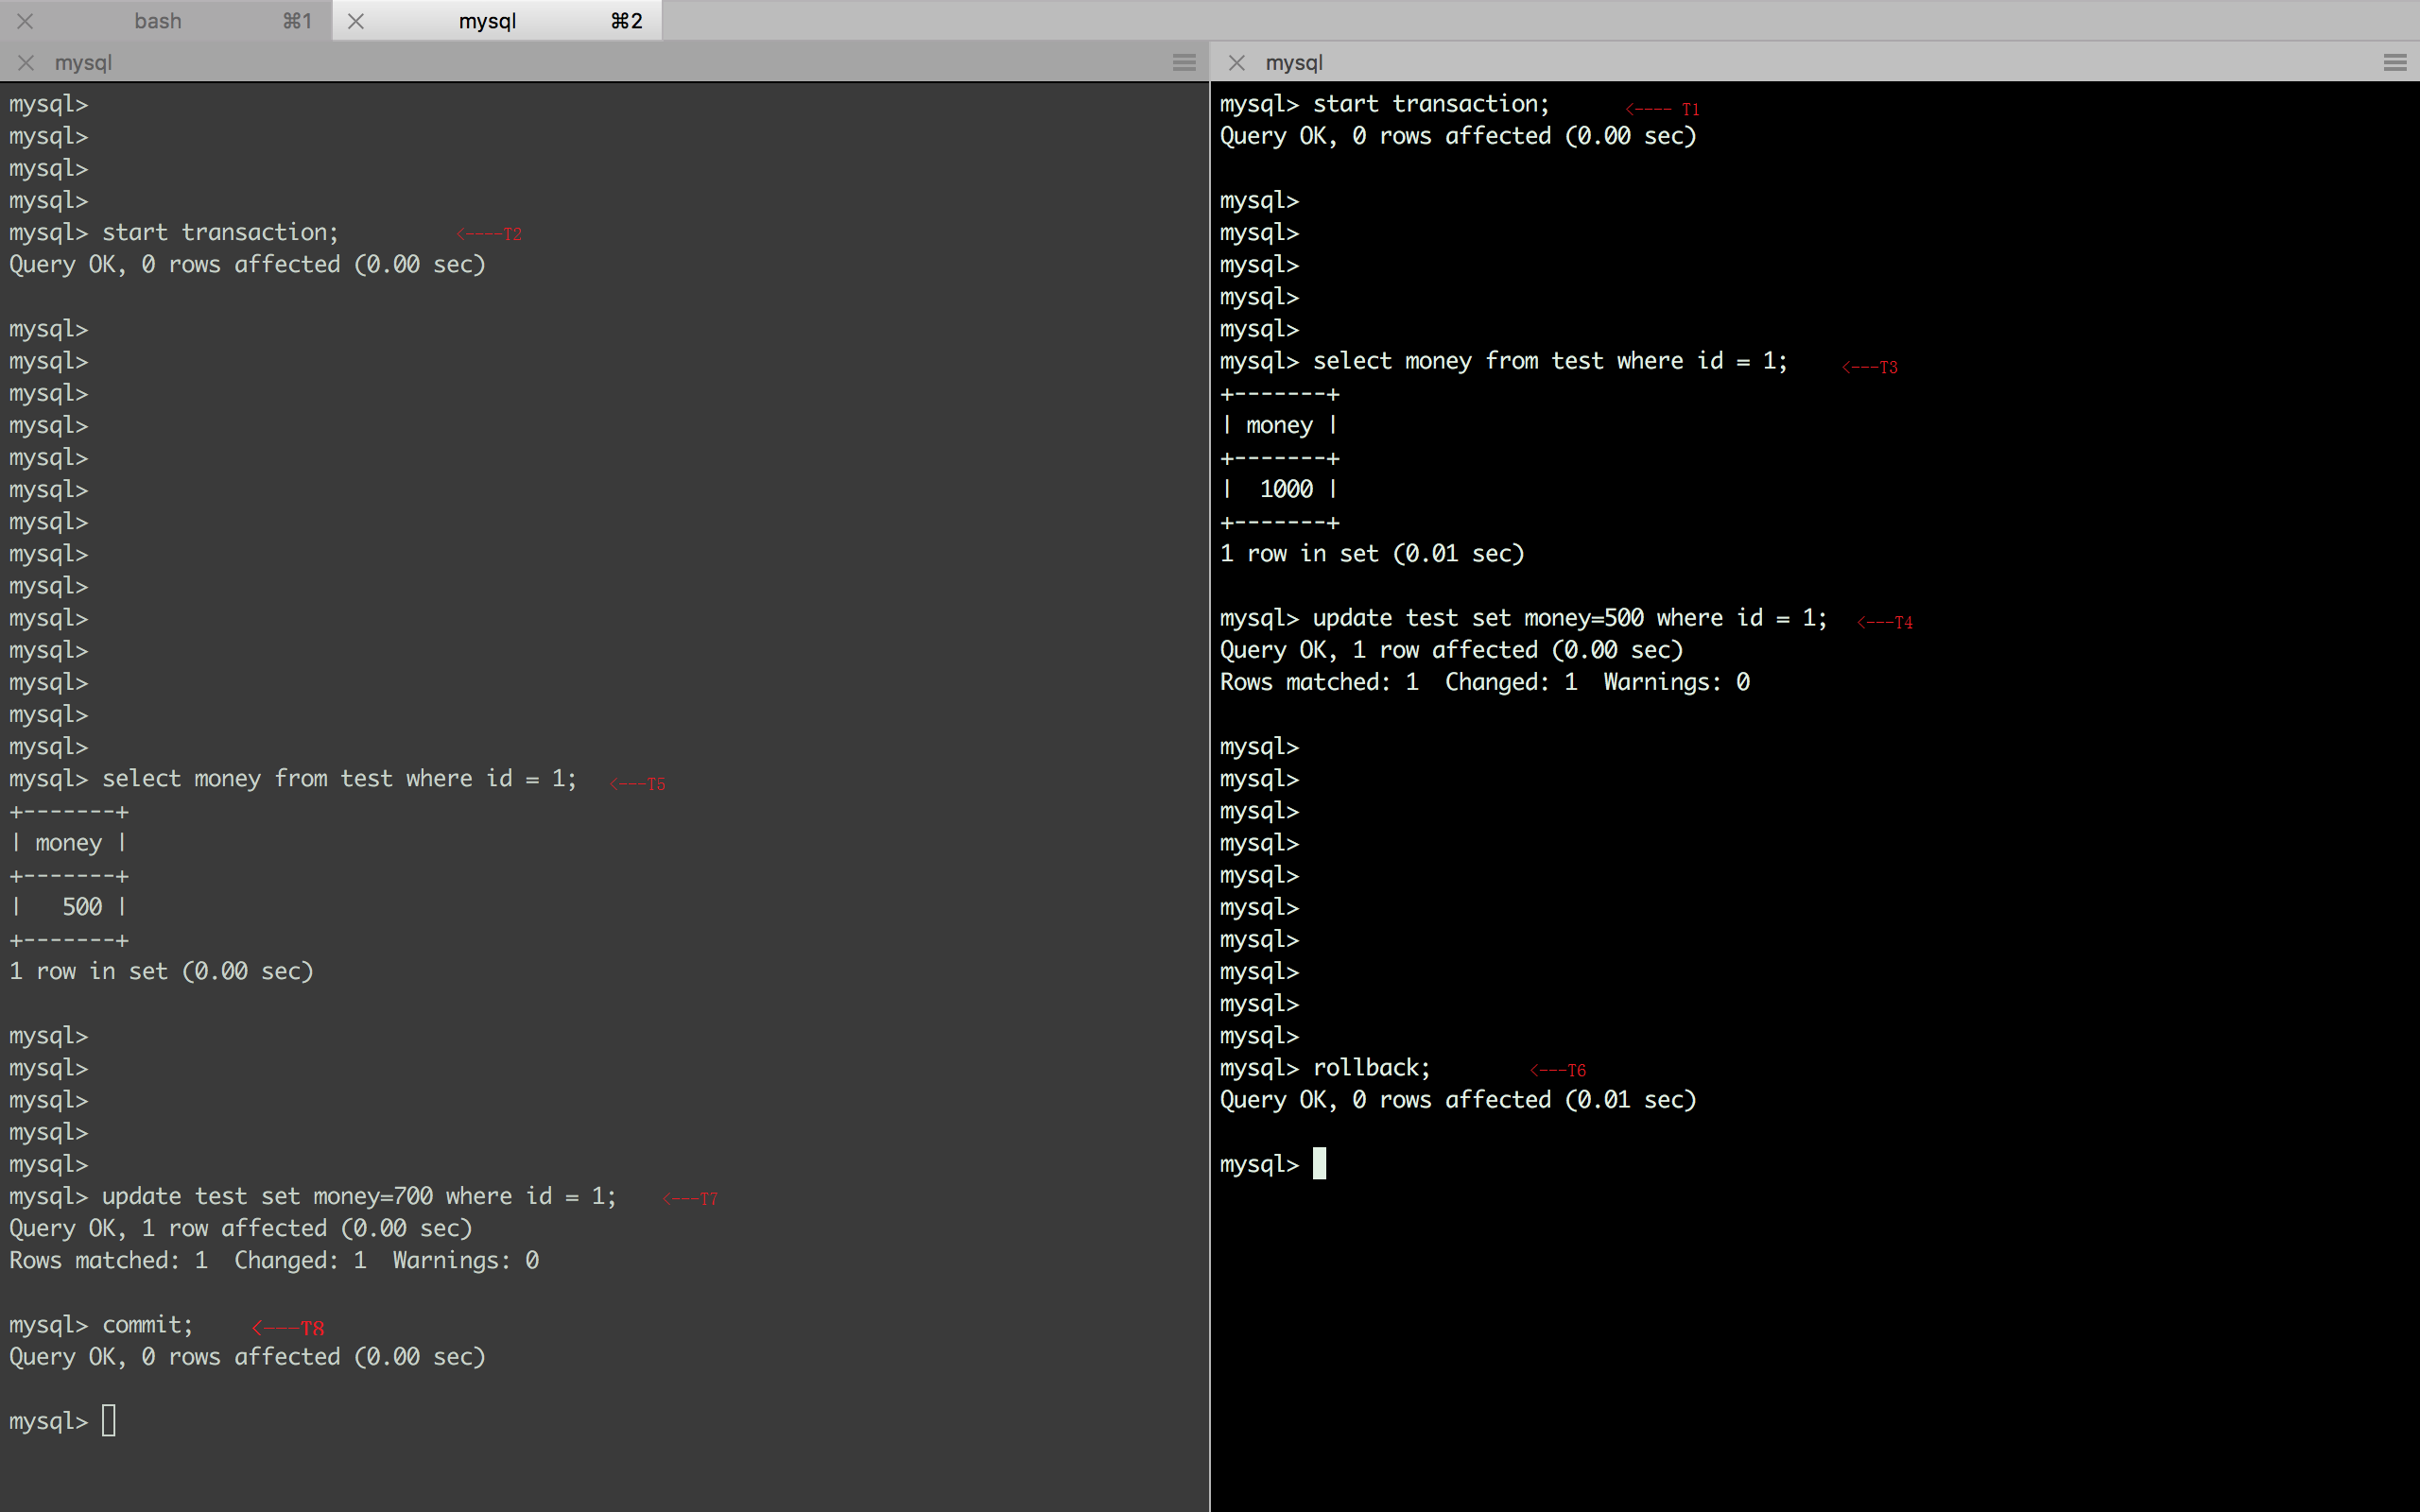 bash ⌘1 mysql ⌘2
mysql
mysql>
mysql>
mysql>
mysql>
mysql> start transaction; <----T2
Query OK, 0 rows affected (0.00 sec)
mysql>
mysql>
mysql>
mysql>
mysql>
mysql>
mysql>
mysql>
mysql>
mysql>
mysql>
mysql>
mysql>
mysql>
mysql> select money from test where id = 1; <---T5
+-------+
| money |
+-------+
|   500 |
+-------+
1 row in set (0.00 sec)
mysql>
mysql>
mysql>
mysql>
mysql>
mysql> update test set money=700 where id = 1; <---T7
Query OK, 1 row affected (0.00 sec)
Rows matched: 1  Changed: 1  Warnings: 0
mysql> commit; <---T8
Query OK, 0 rows affected (0.00 sec)
mysql>
mysql
mysql> start transaction; <---- T1
Query OK, 0 rows affected (0.00 sec)
mysql>
mysql>
mysql>
mysql>
mysql>
mysql> select money from test where id = 1; <---T3
+-------+
| money |
+-------+
|  1000 |
+-------+
1 row in set (0.01 sec)
mysql> update test set money=500 where id = 1; <---T4
Query OK, 1 row affected (0.00 sec)
Rows matched: 1  Changed: 1  Warnings: 0
mysql>
mysql>
mysql>
mysql>
mysql>
mysql>
mysql>
mysql>
mysql>
mysql>
mysql> rollback; <---T6
Query OK, 0 rows affected (0.01 sec)
mysql>